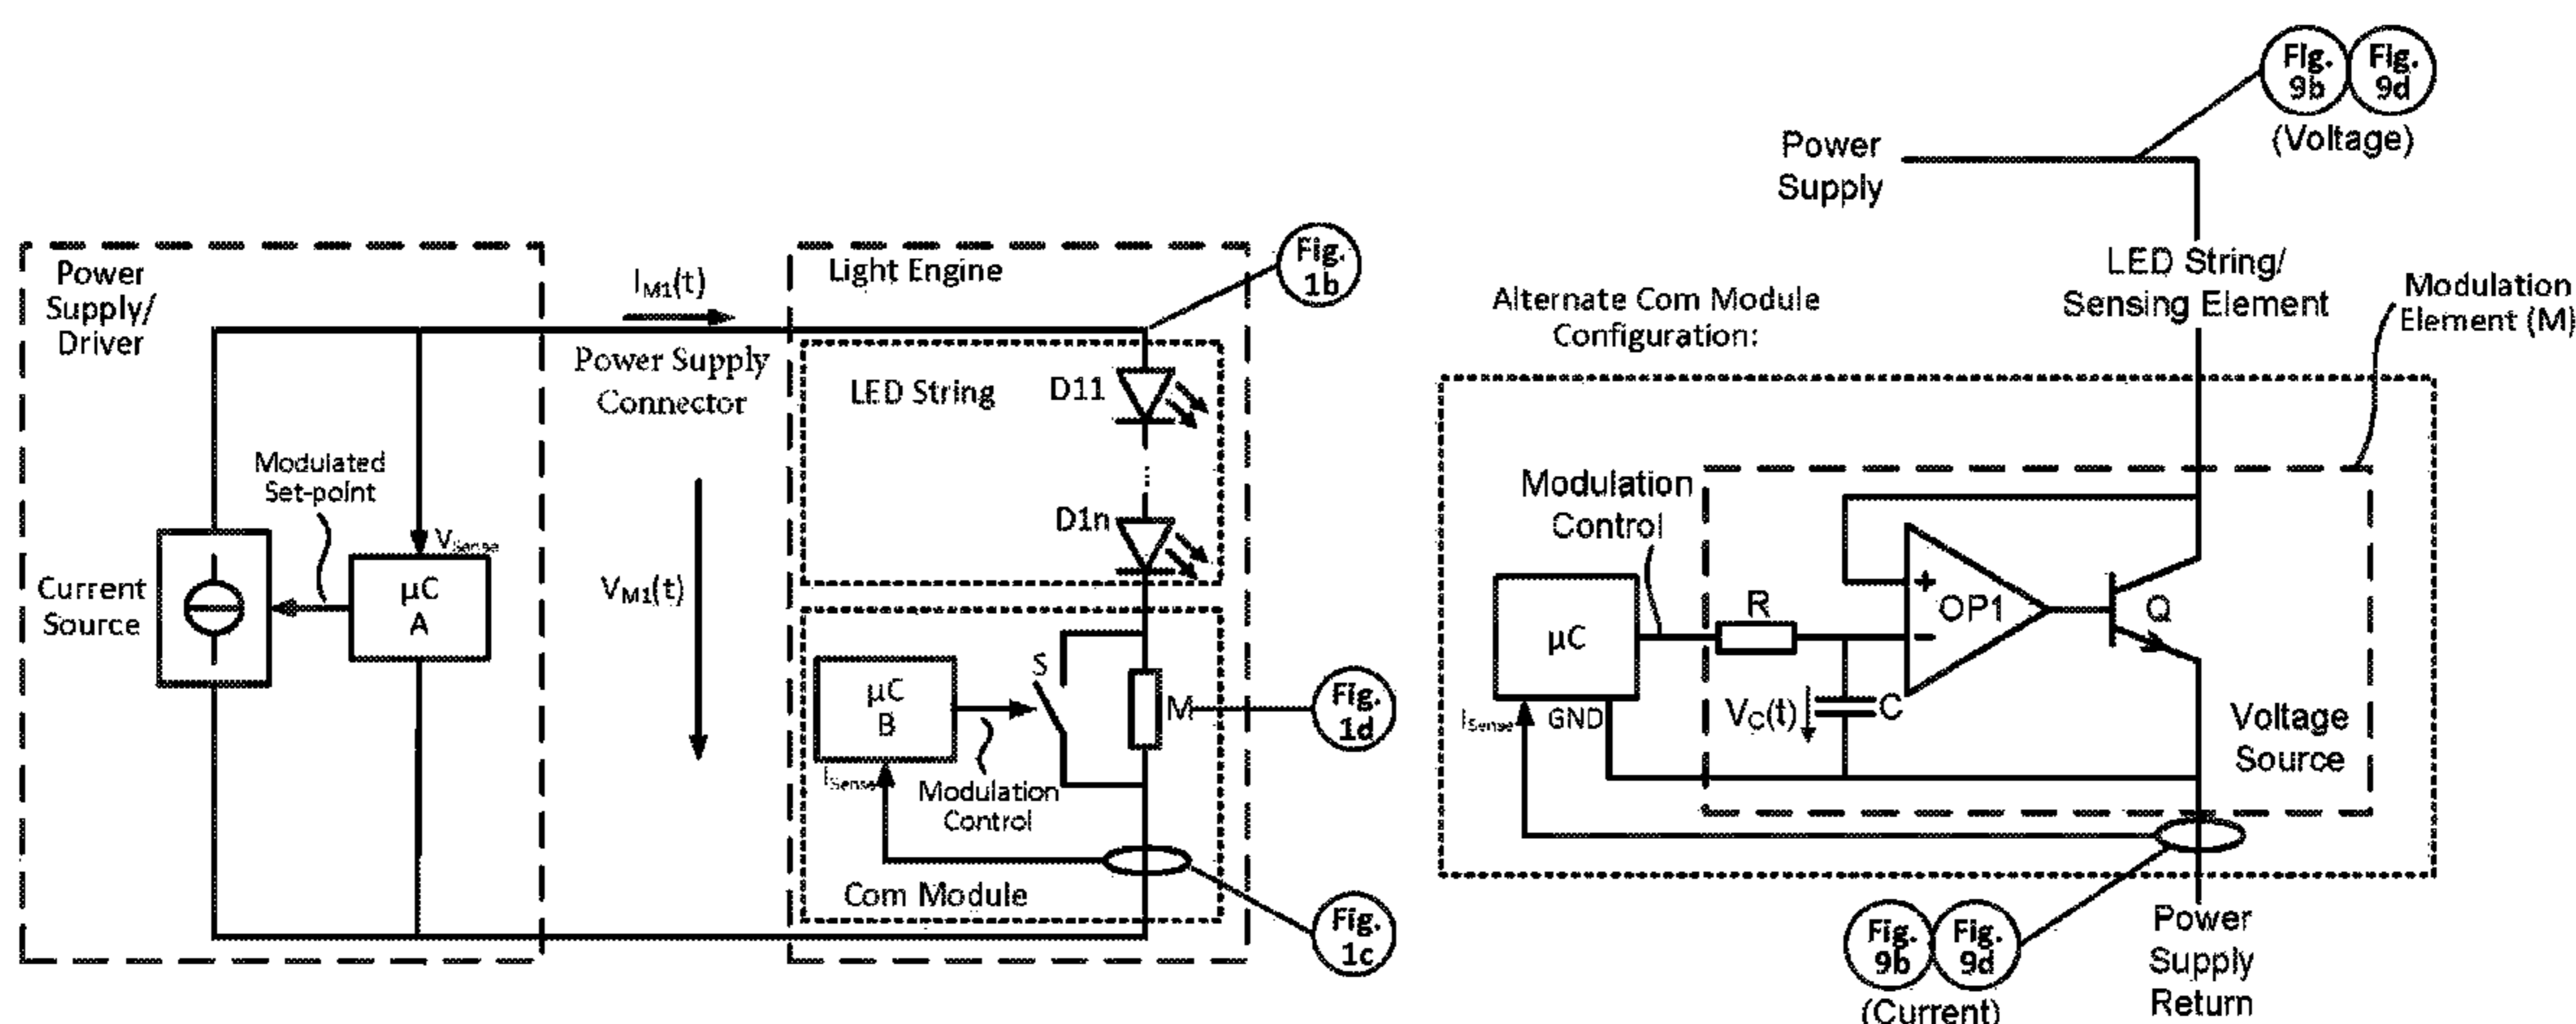 Power
Supply/
Driver
Current
Source
Modulated
Set-point
VSense
µC
A
IM1(t)
Power Supply
Connector
VM1(t)
Light Engine
LED String
D11
D1n
µC
B
S
M
ISense
Modulation
Control
Com Module
Fig.
1b
Fig.
1d
Fig.
1c
Fig.
9b
Fig.
9d
(Voltage)
Power
Supply
LED String/
Sensing Element
Modulation
Element (M)
Alternate Com Module
Configuration:
Modulation
Control
µC
ISense
GND
R
VC(t)
C
+
OP1
−
Q
Voltage
Source
Fig.
9b
Fig.
9d
(Current)
Power
Supply
Return